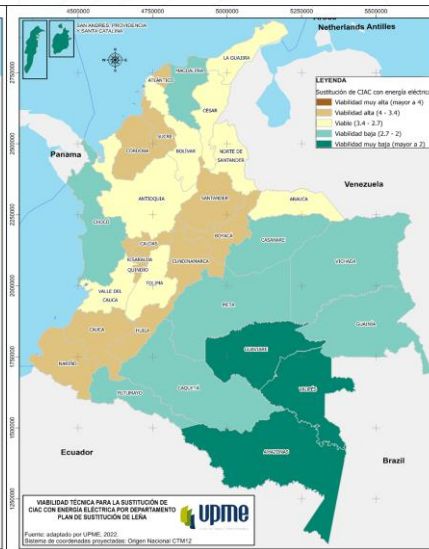 SAN ANDRES, PROVIDENCIA
Y SANTA CATALINA
4500000
4750000
5000000
5250000
5500000
Netherlands Antilles
LA GUAJIRA
ATLÁNTICO
MAGDALENA
CESAR
LEYENDA
Sustitución de CIAC con energía eléctrica
Viabilidad muy alta (mayor a 4)
Viabilidad alta (4 - 3.4)
Viable (3.4 - 2.7)
Viabilidad baja (2.7 - 2)
Viabilidad muy baja (mayor a 2)
2750000
2500000
2250000
2000000
1750000
1500000
1250000
Panama
SUCRE
CORDOBA
BOLÍVAR
NORTE DE
SANTANDER
Venezuela
ANTIOQUIA
SANTANDER
ARAUCA
CHOCO
BOYACA
CASANARE
CALDAS
RISARALDA
CUNDINAMARCA
VICHADA
QUINDIO
VALLE DEL
CAUCA
TOLIMA
META
GUAINIA
CAUCA
HUILA
GUAVIARE
NARIÑO
VAUPÉS
PUTUMAYO
CAQUETA
AMAZONAS
Ecuador
Brazil
VIABILIDAD TÉCNICA PARA LA SUSTITUCIÓN DE
CIAC CON ENERGÍA ELÉCTRICA POR DEPARTAMENTO
PLAN DE SUSTITUCIÓN DE LEÑA
upme
Fuente: adaptado por UPME, 2022.
Sistema de coordenadas proyectadas: Origen Nacional CTM12